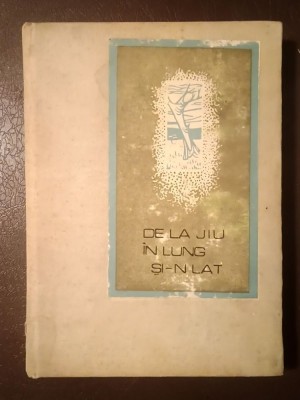 DE LA JIU
ÎN LUNG
ȘI-N LAT